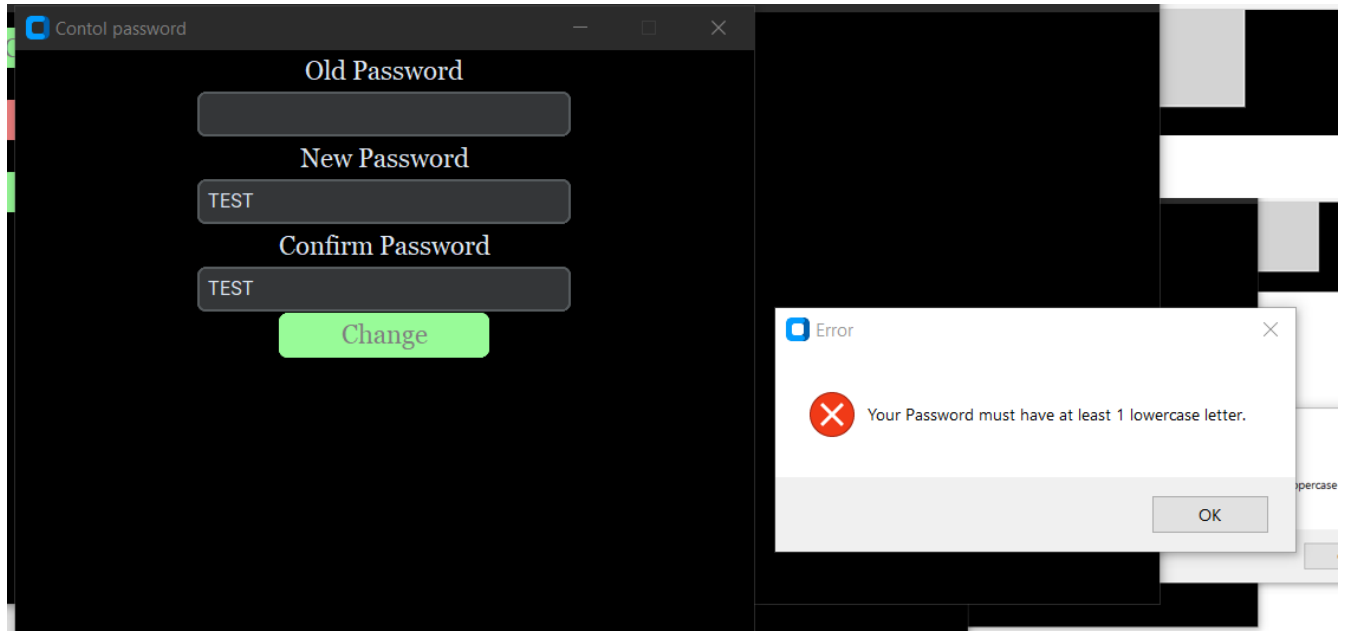 Contol password
Old Password
New Password
TEST
Confirm Password
TEST
Change
Error
Your Password must have at least 1 lowercase letter.
OK